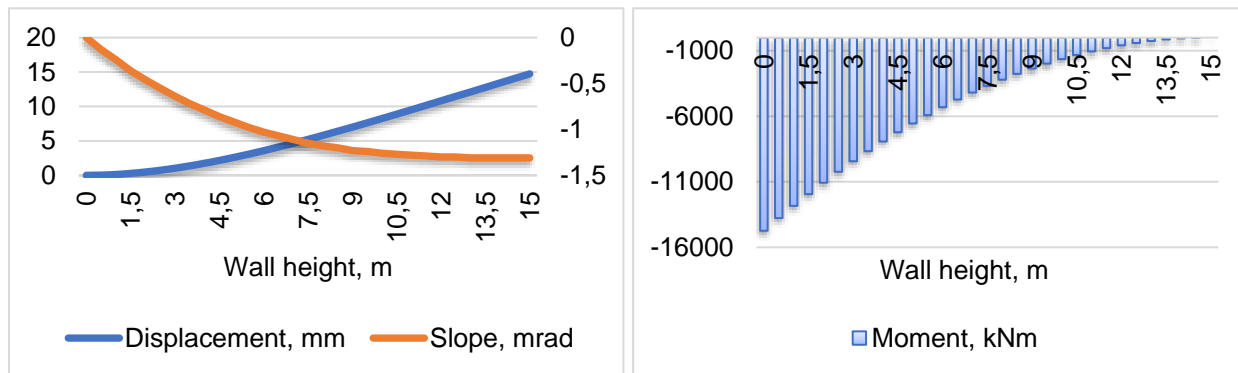 20
15
10
5
0
0
-0,5
-1
-1,5
0 1,5 3 4,5 6 7,5 9 10,5 12 13,5 15
Wall height, m
Displacement, mm Slope, mrad
-1000
-6000
-11000
-16000
0 1,5 3 4,5 6 7,5 9 10,5 12 13,5 15
Wall height, m
Moment, kNm